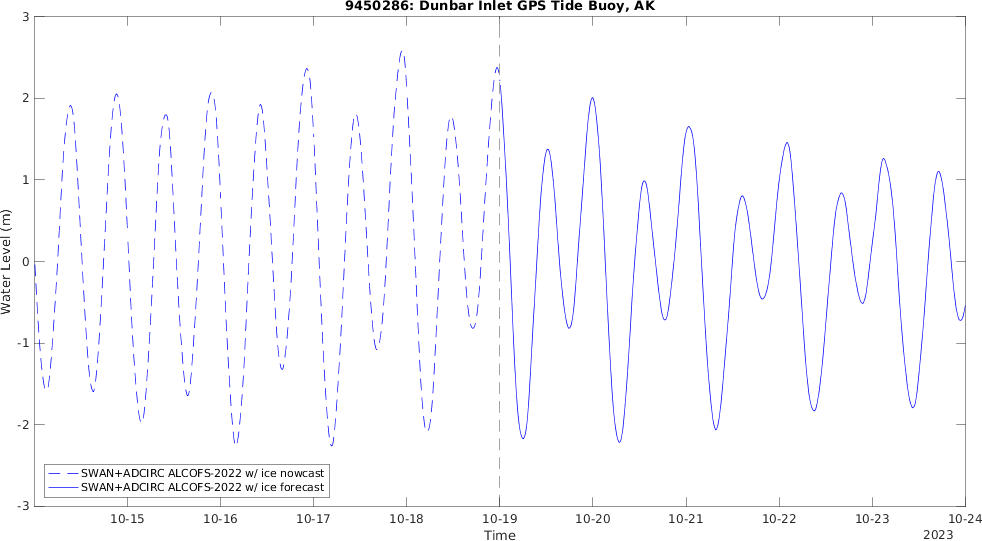 9450286: Dunbar Inlet GPS Tide Buoy, AK
3
2
1
0
-1
-2
-3
Water Level (m)
SWAN+ADCIRC ALCOFS-2022 w/ ice nowcast
SWAN+ADCIRC ALCOFS-2022 w/ ice forecast
10-15 10-16 10-17 10-18 10-19 10-20 10-21 10-22 10-23 10-24
Time
2023